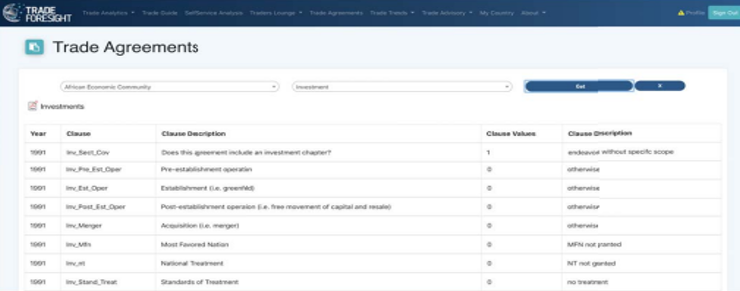 TRADE
FORESIGHT
Trade Analytics Trade Guide SelfService Analysis Traders Lounge Trade Agreements Trade Trends Trade Advisory My Country About Profile Sign Out
Trade Agreements
African Economic Community Investment Get X
Investments
Year Clause Clause Decription Clause Values Clause Dscription
1991 Inv_Sect_Cov Does this agreement include an investment chapter? 1 endeavor without specifc scope
1991 Inv_Pre_Est_Oper Pre-establishment operatin 0 otherwise
1991 Inv_Est_Oper Establishment (i.e. greenfild) 0 otherwise
1991 Inv_Post_Est_Oper Post-establishment operaion (i.e. free movement of capital and resale) 0 otherwise
1991 Inv_Merger Acquisition (i.e. merger) 0 otherwise
1991 Inv_Mfn Most Favored Nation 0 MFN not granted
1991 Inv_nt National Treatment 0 NT not granted
1991 Inv_Stand_Treat Standards of Treatment 0 no treatment